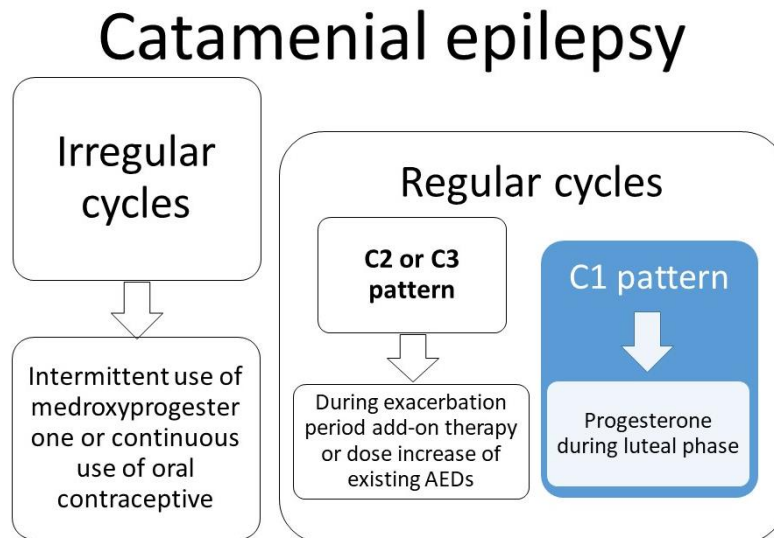 Catamenial epilepsy
Irregular
cycles
Intermittent use of
medroxyprogester
one or continuous
use of oral
contraceptive
Regular cycles
C2 or C3
pattern
During exacerbation
period add-on therapy
or dose increase of
existing AEDs
C1 pattern
Progesterone
during luteal phase